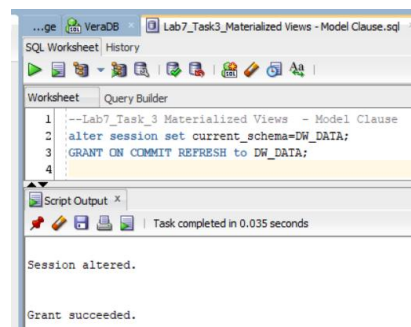 ...ge VeraDB Lab7_Task3_Materialized Views - Model Clause.sql
SQL Worksheet History
Worksheet Query Builder
1 --Lab7_Task_3 Materialized Views - Model Clause
2 alter session set current_schema=DW_DATA;
3 GRANT ON COMMIT REFRESH to DW_DATA;
4
Script Output x
Task completed in 0.035 seconds
Session altered.
Grant succeeded.